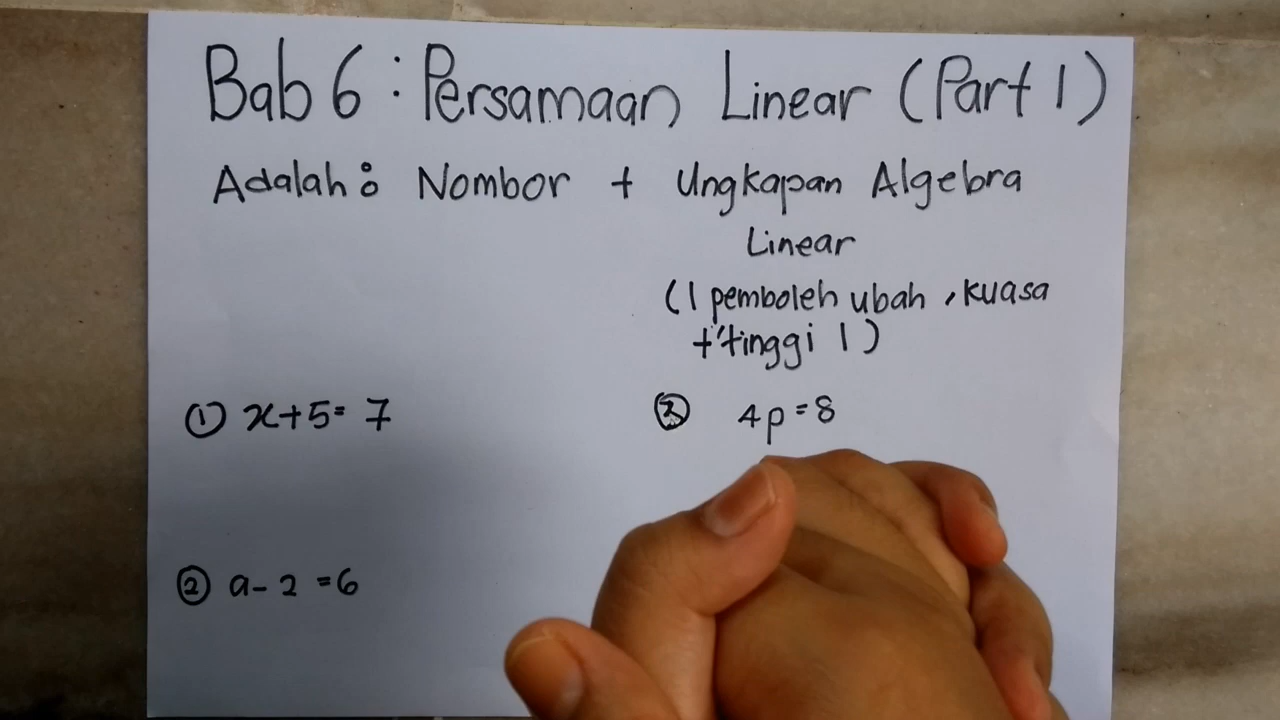 Bab 6 : Persamaan Linear (Part 1)
Adalah : Nombor + Ungkapan Algebra
Linear
(1 pemboleh ubah , kuasa
t'tinggi 1)
① x+5 = 7
4p = 8
② a - 2 = 6